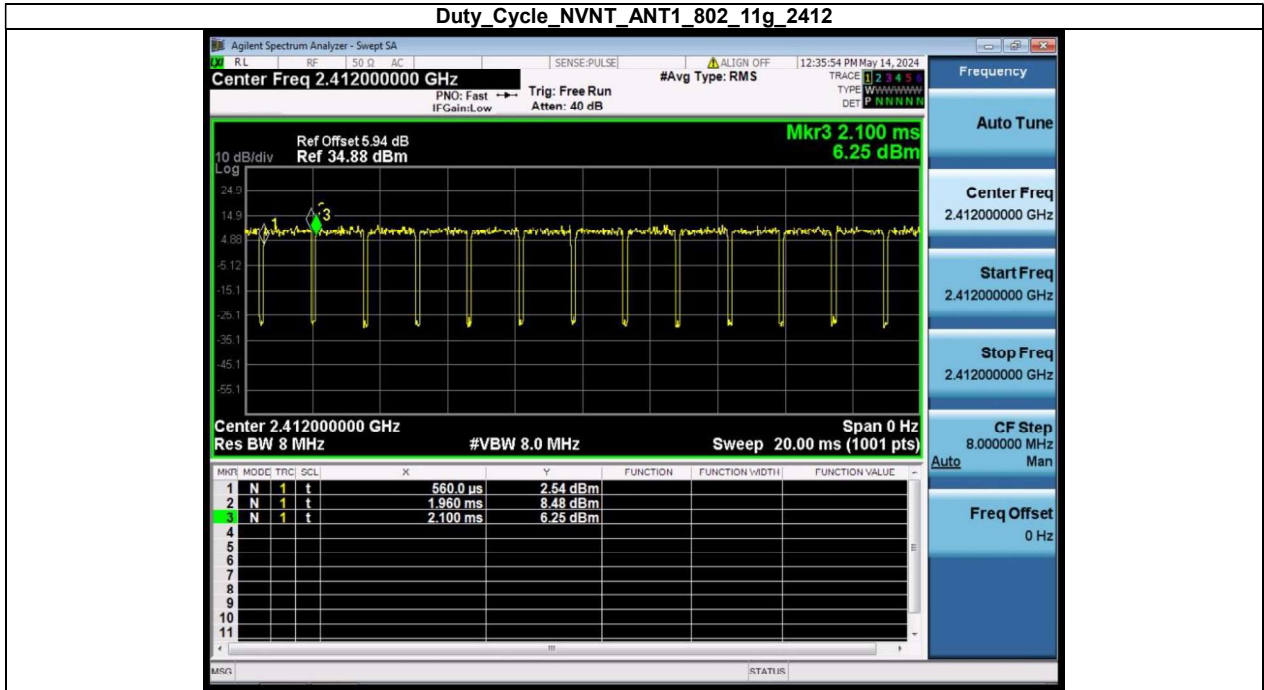 Duty_Cycle_NVNT_ANT1_802_11g_2412
Agilent Spectrum Analyzer - Swept SA
RL RF 50 Ω AC SENSE:PULSE ALIGN OFF 12:35:54 PM May 14, 2024
Center Freq 2.412000000 GHz #Avg Type: RMS TRACE 1 2 3 4 5 6
PNO: Fast Trig: Free Run TYPE WWWWWW
IFGain:Low Atten: 40 dB DET P N N N N N
Frequency
Mkr3 2.100 ms
6.25 dBm
Ref Offset 5.94 dB
10 dB/div Ref 34.88 dBm
Log
24.9
14.9
4.88
-5.12
-15.1
-25.1
-35.1
-45.1
-55.1
1
3
Center 2.412000000 GHz Span 0 Hz
Res BW 8 MHz #VBW 8.0 MHz Sweep 20.00 ms (1001 pts)
MKR MODE TRC SCL X Y FUNCTION FUNCTION WIDTH FUNCTION VALUE
1 N 1 t 560.0 µs 2.54 dBm
2 N 1 t 1.960 ms 8.48 dBm
3 N 1 t 2.100 ms 6.25 dBm
4
5
6
7
8
9
10
11
MSG STATUS
Auto Tune
Center Freq
2.412000000 GHz
Start Freq
2.412000000 GHz
Stop Freq
2.412000000 GHz
CF Step
8.000000 MHz
Auto Man
Freq Offset
0 Hz